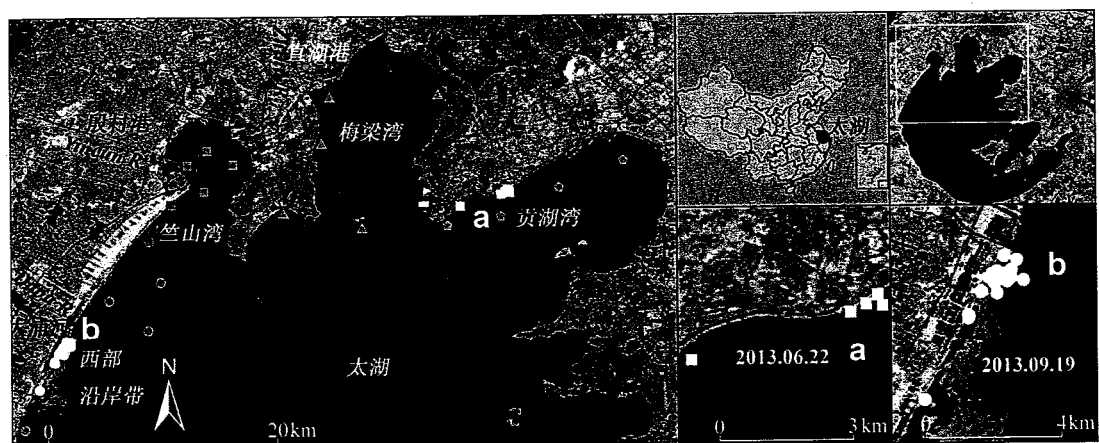 直湖港
梅梁湾
竺山湾
a
贡湖湾
b
西部
沿岸带
N
太湖
0
20km
太湖
2013.06.22
a
0
3km
b
2013.09.19
0
4km